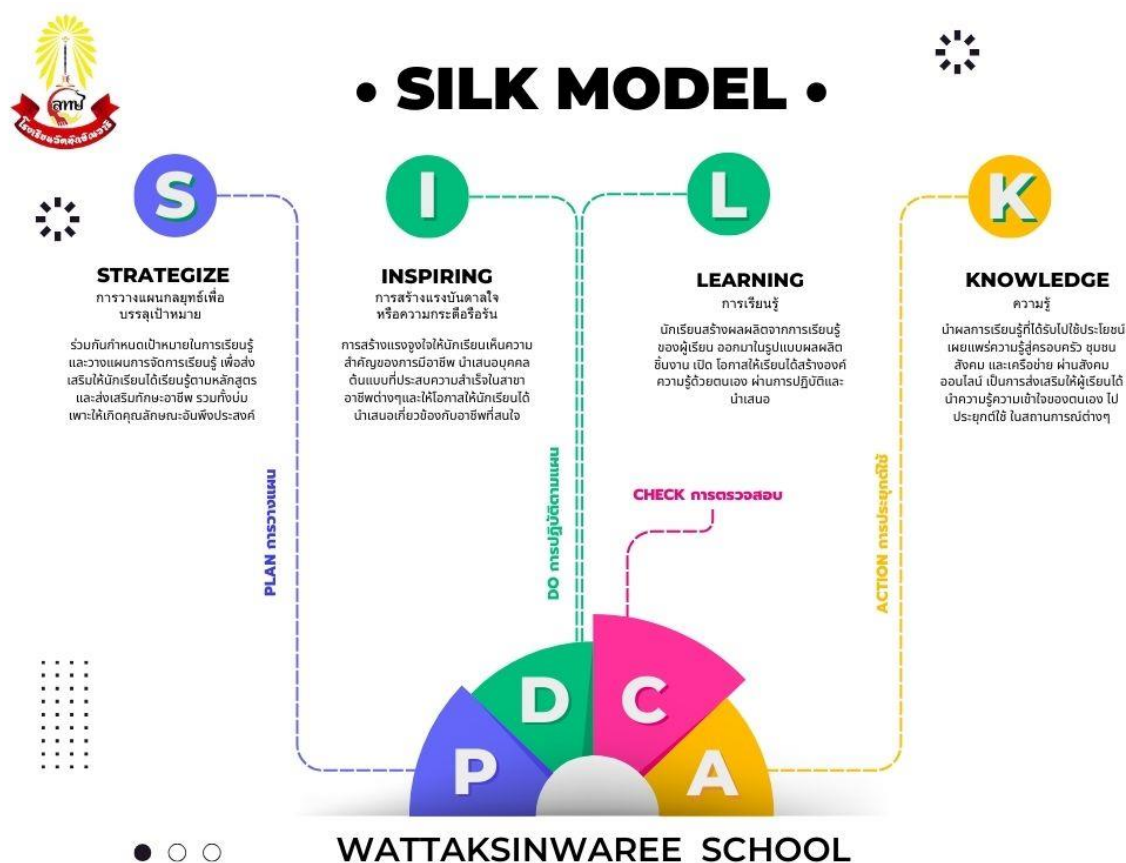 ลทษ
โรงเรียนวัดทักษิณวารี
• SILK MODEL •
S
STRATEGIZE
การวางแผนกลยุทธ์เพื่อ
บรรลุเป้าหมาย
ร่วมกันกำหนดเป้าหมายในการเรียนรู้
และวางแผนการจัดการเรียนรู้ เพื่อส่ง
เสริมให้นักเรียนได้เรียนรู้ตามหลักสูตร
และส่งเสริมทักษะอาชีพ รวมทั้งบ่ม
เพาะให้เกิดคุณลักษณะอันพึงประสงค์
I
INSPIRING
การสร้างแรงบันดาลใจ
หรือความกระตือรือร้น
การสร้างแรงจูงใจให้นักเรียนเห็นความ
สำคัญของการมีอาชีพ นำเสนอบุคคล
ต้นแบบที่ประสบความสำเร็จในสาขา
อาชีพต่างๆและให้โอกาสให้นักเรียนได้
นำเสนอเกี่ยวข้องกับอาชีพที่สนใจ
L
LEARNING
การเรียนรู้
นักเรียนสร้างผลผลิตจากการเรียนรู้
ของผู้เรียน ออกมาในรูปแบบผลผลิต
ชิ้นงาน เปิด โอกาสให้เรียนได้สร้างองค์
ความรู้ด้วยตนเอง ผ่านการปฏิบัติและ
นำเสนอ
K
KNOWLEDGE
ความรู้
นำผลการเรียนรู้ที่ได้รับไปใช้ประโยชน์
เผยแพร่ความรู้สู่ครอบครัว ชุมชน
สังคม และเครือข่าย ผ่านสังคม
ออนไลน์ เป็นการส่งเสริมให้ผู้เรียนได้
นำความรู้ความเข้าใจของตนเอง ไป
ประยุกต์ใช้ ในสถานการณ์ต่างๆ
PLAN การวางแผน
DO การปฏิบัติตามแผน
CHECK การตรวจสอบ
ACTION การประยุกต์ใช้
P
D
C
A
WATTAKSINWAREE SCHOOL